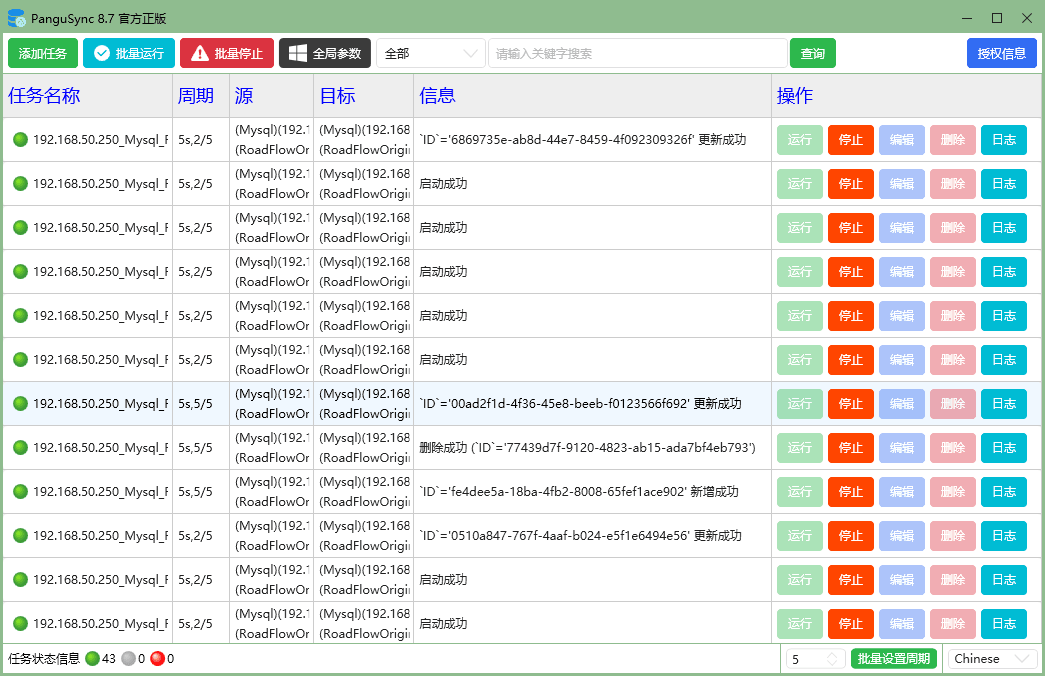 PanguSync 8.7 官方正版
添加任务 批量运行 批量停止 全局参数 全部 请输入关键字搜索 查询 授权信息
任务名称 周期 源 目标 信息 操作
192.168.50.250_Mysql_F 5s,2/5 (Mysql)(192.1 (Mysql)(192.168 `ID`='6869735e-ab8d-44e7-8459-4f092309326f' 更新成功 运行 停止 编辑 删除 日志
(RoadFlowOr (RoadFlowOrigi
192.168.50.250_Mysql_F 5s,2/5 (Mysql)(192.1 (Mysql)(192.168 启动成功 运行 停止 编辑 删除 日志
(RoadFlowOr (RoadFlowOrigi
192.168.50.250_Mysql_F 5s,2/5 (Mysql)(192.1 (Mysql)(192.168 启动成功 运行 停止 编辑 删除 日志
(RoadFlowOr (RoadFlowOrigi
192.168.50.250_Mysql_F 5s,2/5 (Mysql)(192.1 (Mysql)(192.168 启动成功 运行 停止 编辑 删除 日志
(RoadFlowOr (RoadFlowOrigi
192.168.50.250_Mysql_F 5s,2/5 (Mysql)(192.1 (Mysql)(192.168 启动成功 运行 停止 编辑 删除 日志
(RoadFlowOr (RoadFlowOrigi
192.168.50.250_Mysql_F 5s,2/5 (Mysql)(192.1 (Mysql)(192.168 启动成功 运行 停止 编辑 删除 日志
(RoadFlowOr (RoadFlowOrigi
192.168.50.250_Mysql_F 5s,5/5 (Mysql)(192.1 (Mysql)(192.168 `ID`='00ad2f1d-4f36-45e8-beeb-f0123566f692' 更新成功 运行 停止 编辑 删除 日志
(RoadFlowOr (RoadFlowOrigi
192.168.50.250_Mysql_F 5s,5/5 (Mysql)(192.1 (Mysql)(192.168 删除成功 (`ID`='77439d7f-9120-4823-ab15-ada7bf4eb793') 运行 停止 编辑 删除 日志
(RoadFlowOr (RoadFlowOrigi
192.168.50.250_Mysql_F 5s,5/5 (Mysql)(192.1 (Mysql)(192.168 `ID`='fe4dee5a-18ba-4fb2-8008-65fef1ace902' 新增成功 运行 停止 编辑 删除 日志
(RoadFlowOr (RoadFlowOrigi
192.168.50.250_Mysql_F 5s,2/5 (Mysql)(192.1 (Mysql)(192.168 `ID`='0510a847-767f-4aaf-b024-e5f1e6494e56' 更新成功 运行 停止 编辑 删除 日志
(RoadFlowOr (RoadFlowOrigi
192.168.50.250_Mysql_F 5s,2/5 (Mysql)(192.1 (Mysql)(192.168 启动成功 运行 停止 编辑 删除 日志
(RoadFlowOr (RoadFlowOrigi
192.168.50.250_Mysql_F 5s,2/5 (Mysql)(192.1 (Mysql)(192.168 启动成功 运行 停止 编辑 删除 日志
(RoadFlowOr (RoadFlowOrigi
任务状态信息 43 0 0 5 批量设置周期 Chinese